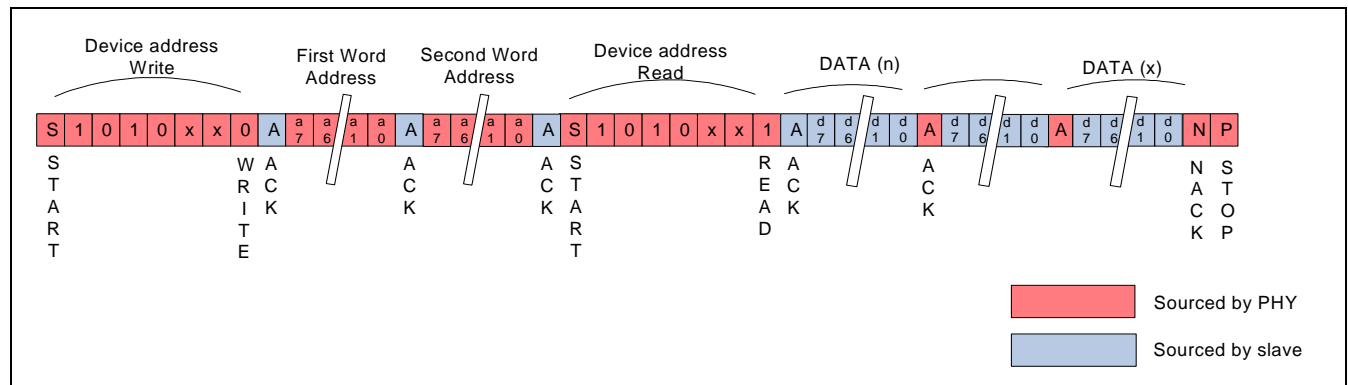 Device address
Write
First Word
Address
Second Word
Address
Device address
Read
DATA (n)
DATA (x)
S 1 0 1 0 x x 0 A a7 a6 a1 a0 A a7 a6 a1 a0 A S 1 0 1 0 x x 1 A d7 d6 d1 d0 A d7 d6 d1 d0 A d7 d6 d1 d0 N P
START
WRITE
ACK
ACK
ACK
START
READ
ACK
ACK
NACK
STOP
Sourced by PHY
Sourced by slave